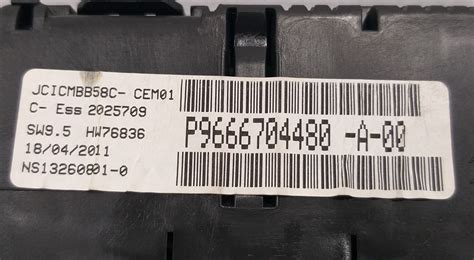 JCICMBB58C- CEM01
C- Ess 2025709
SW9.5 HW76836
18/04/2011
NS13260801-0
P9666704480 -A-00